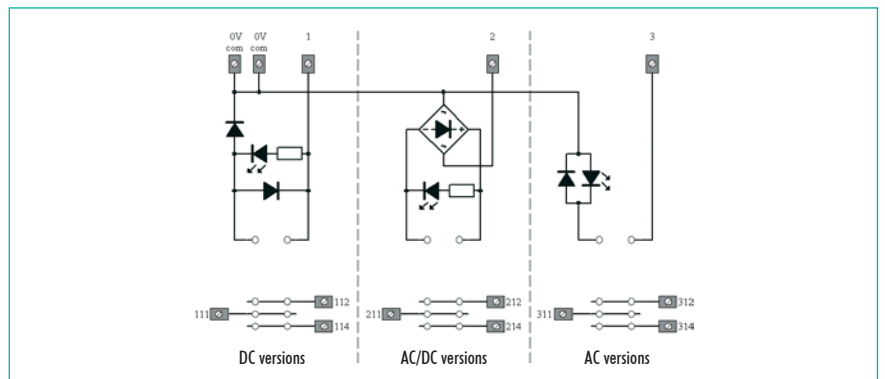 0V 0V 1 2 3
com com
112 212 312
111 211 311
114 214 314
DC versions AC/DC versions AC versions